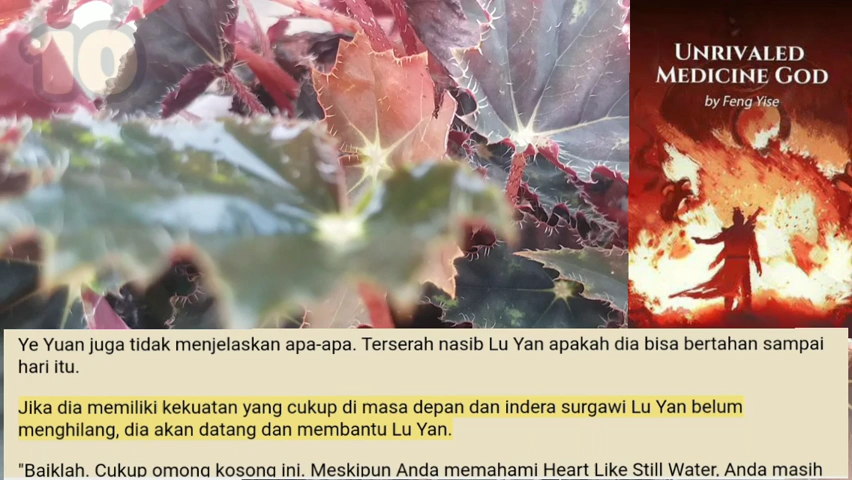 10
UNRIVALED
MEDICINE GOD
by Feng Yise
Ye Yuan juga tidak menjelaskan apa-apa. Terserah nasib Lu Yan apakah dia bisa bertahan sampai
hari itu.
Jika dia memiliki kekuatan yang cukup di masa depan dan indera surgawi Lu Yan belum
menghilang, dia akan datang dan membantu Lu Yan.
"Baiklah. Cukup omong kosong ini. Meskipun Anda memahami Heart Like Still Water, Anda masih